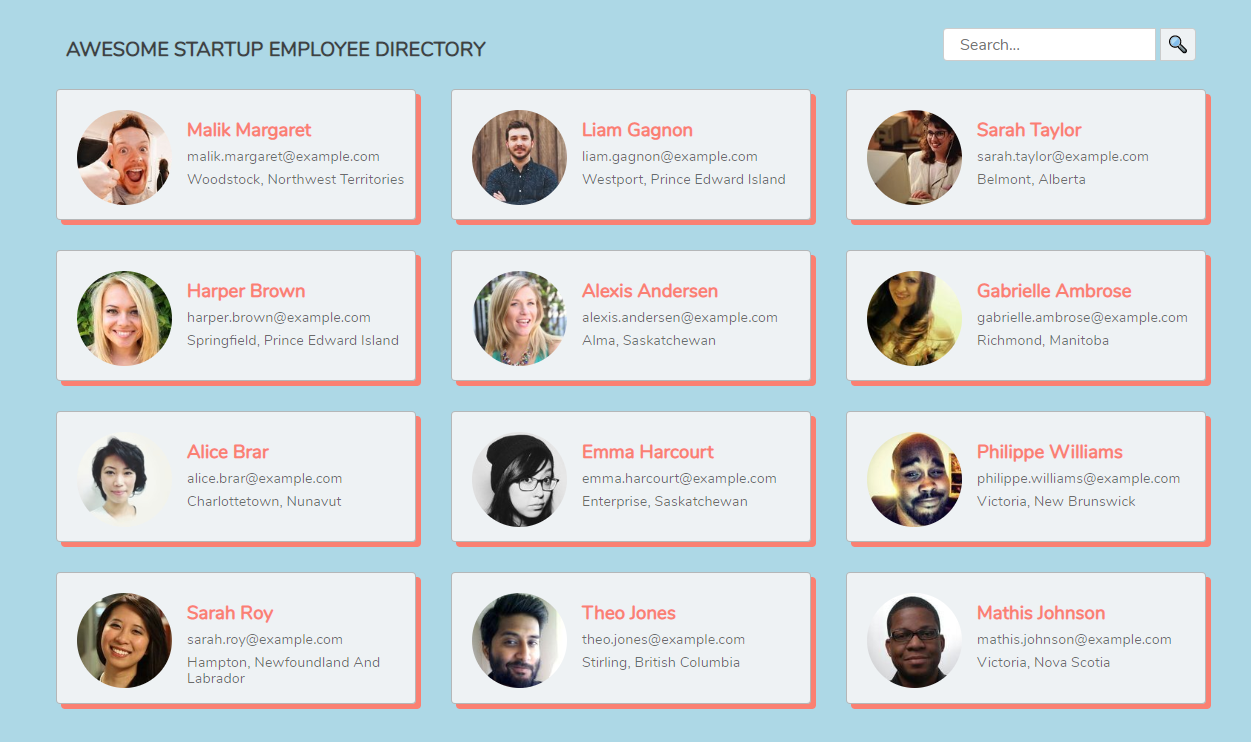 AWESOME STARTUP EMPLOYEE DIRECTORY
Search...
Malik Margaret
malik.margaret@example.com
Woodstock, Northwest Territories
Liam Gagnon
liam.gagnon@example.com
Westport, Prince Edward Island
Sarah Taylor
sarah.taylor@example.com
Belmont, Alberta
Harper Brown
harper.brown@example.com
Springfield, Prince Edward Island
Alexis Andersen
alexis.andersen@example.com
Alma, Saskatchewan
Gabrielle Ambrose
gabrielle.ambrose@example.com
Richmond, Manitoba
Alice Brar
alice.brar@example.com
Charlottetown, Nunavut
Emma Harcourt
emma.harcourt@example.com
Enterprise, Saskatchewan
Philippe Williams
philippe.williams@example.com
Victoria, New Brunswick
Sarah Roy
sarah.roy@example.com
Hampton, Newfoundland And
Labrador
Theo Jones
theo.jones@example.com
Stirling, British Columbia
Mathis Johnson
mathis.johnson@example.com
Victoria, Nova Scotia